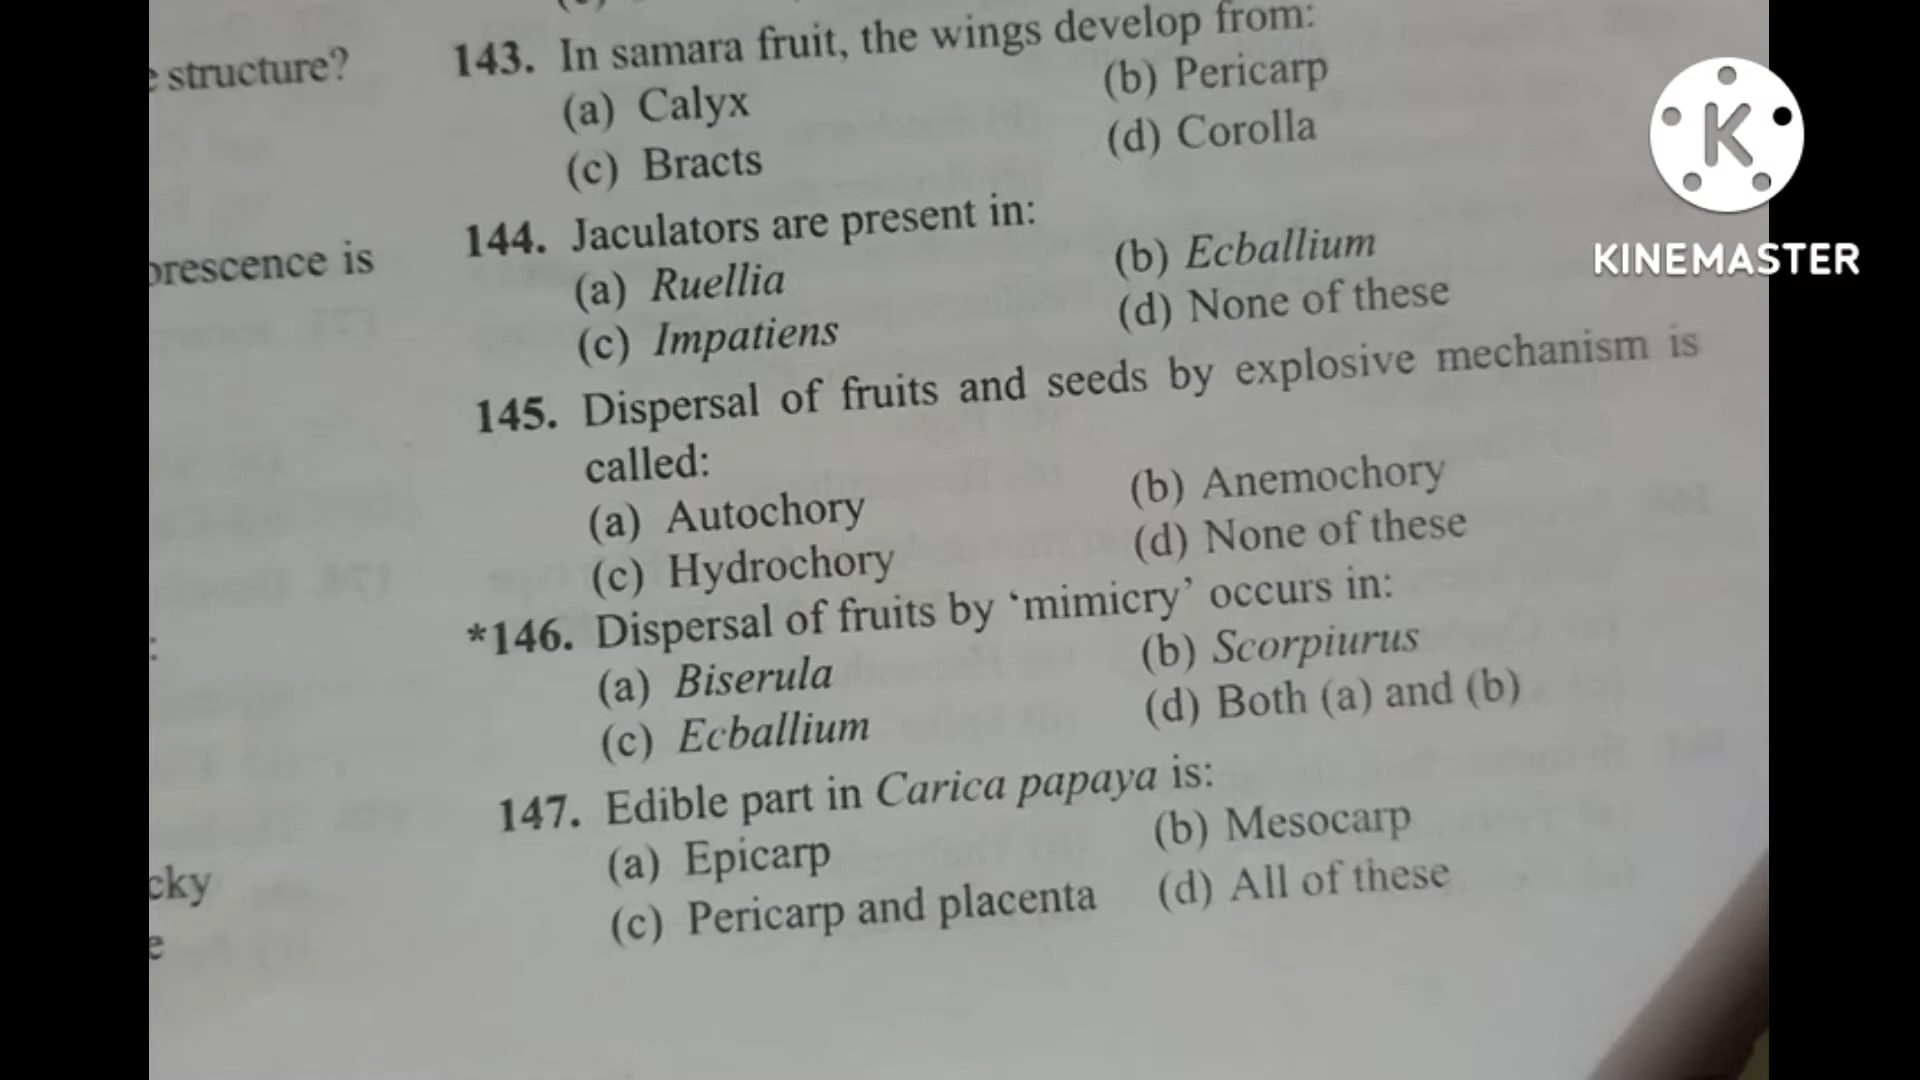 structure?
orescence is
cky
e
143. In samara fruit, the wings develop from:
(a) Calyx (b) Pericarp
(c) Bracts (d) Corolla
144. Jaculators are present in:
(a) Ruellia (b) Ecballium
(c) Impatiens (d) None of these
145. Dispersal of fruits and seeds by explosive mechanism is
called:
(a) Autochory (b) Anemochory
(c) Hydrochory (d) None of these
*146. Dispersal of fruits by ‘mimicry’ occurs in:
(a) Biserula (b) Scorpiurus
(c) Ecballium (d) Both (a) and (b)
147. Edible part in Carica papaya is:
(a) Epicarp (b) Mesocarp
(c) Pericarp and placenta (d) All of these
K
KINEMASTER